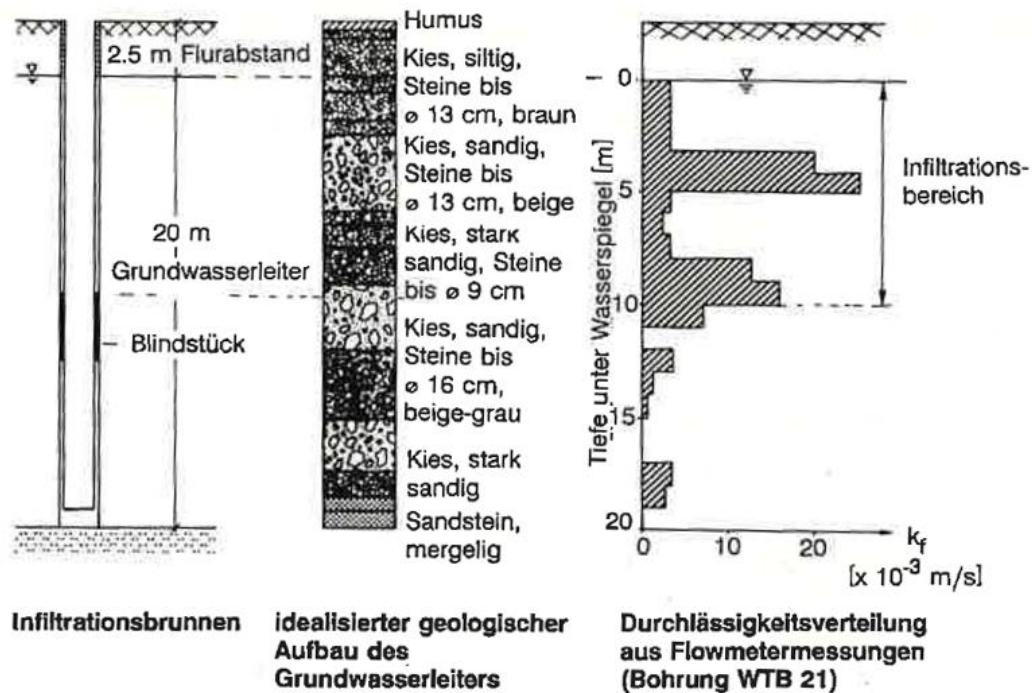 2.5 m Flurabstand
20 m
Grundwasserleiter
Blindstück
Humus
Kies, siltig,
Steine bis
ø 13 cm, braun
Kies, sandig,
Steine bis
ø 13 cm, beige
Kies, stark
sandig, Steine
bis ø 9 cm
Kies, sandig,
Steine bis
ø 16 cm,
beige-grau
Kies, stark
sandig
Sandstein,
mergelig
Tiefe unter Wasserspiegel [m]
0
5
10
15
20
Infiltrations-
bereich
0 10 20 kf
[x 10⁻³ m/s]
Infiltrationsbrunnen
idealisierter geologischer
Aufbau des
Grundwasserleiters
Durchlässigkeitsverteilung
aus Flowmetermessungen
(Bohrung WTB 21)